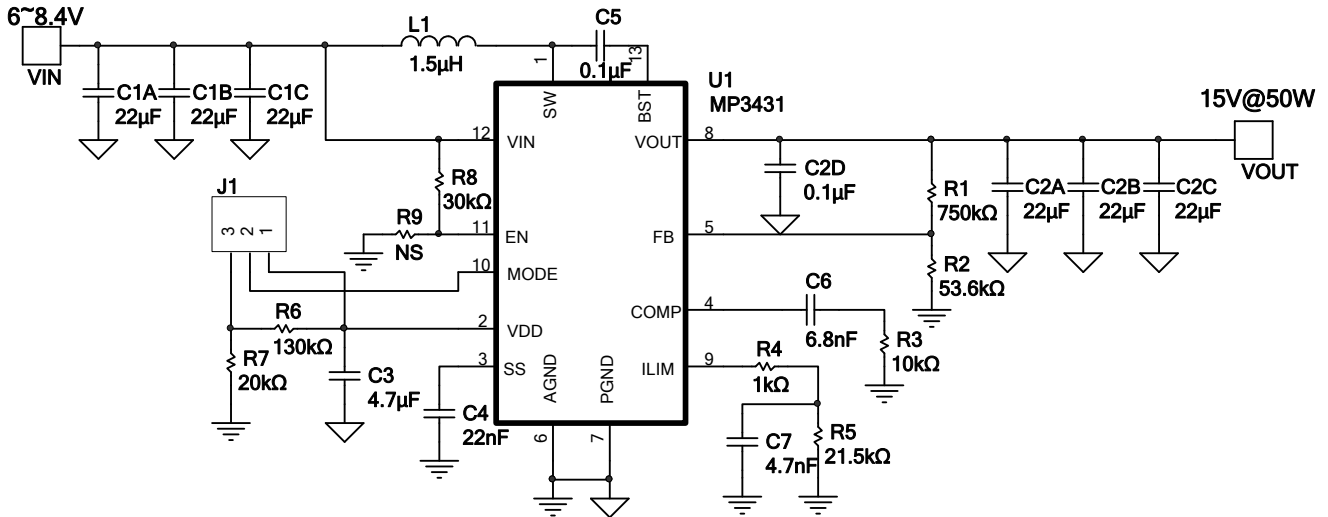 6~8.4V
VIN
C1A
22µF
C1B
22µF
C1C
22µF
L1
1.5µH
C5
0.1µF
1
13
SW
BST
U1
MP3431
15V@50W
VOUT
12
VIN
VOUT
8
C2D
0.1µF
R1
750kΩ
C2A
22µF
C2B
22µF
C2C
22µF
R8
30kΩ
J1
3
2
1
R9
NS
11
EN
FB
5
10
MODE
R2
53.6kΩ
C6
6.8nF
COMP
4
R3
10kΩ
R6
130kΩ
2
VDD
R7
20kΩ
C3
4.7µF
3
SS
AGND
PGND
ILIM
9
R4
1kΩ
C4
22nF
6
7
C7
4.7nF
R5
21.5kΩ